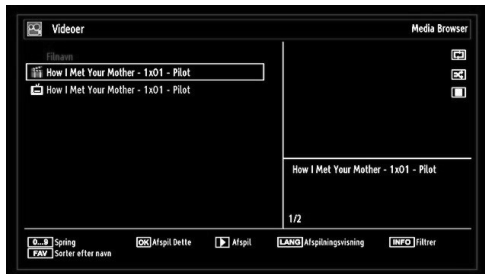 Videoer
Media Browser
Filnavn
How I Met Your Mother - 1x01 - Pilot
How I Met Your Mother - 1x01 - Pilot
How I Met Your Mother - 1x01 - Pilot
1/2
0...9 Spring
OK Afspil Dette
Afspil
LANG Afspilningsvisning
INFO Filtrer
FAV Sorter efter navn